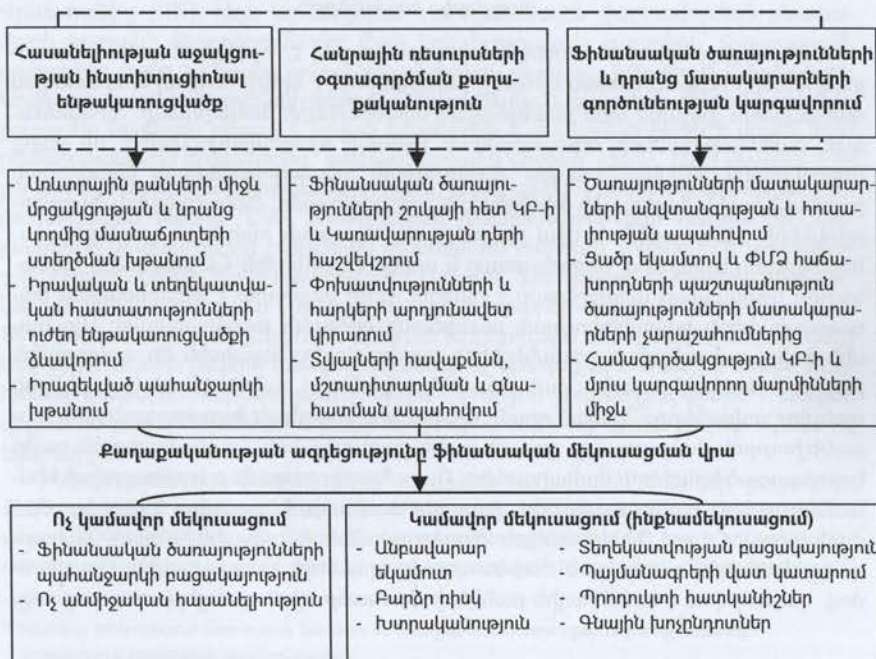 Հասանելիության աջակցու-
թյան ինստիտուցիոնալ
ենթակառուցվածք
Հանրային ռեսուրսների
օգտագործման քաղա-
քականություն
Ֆինանսական ծառայությունների
և դրանց մատակարարների
գործունեության կարգավորում
- Առևտրային բանկերի միջև
մրցակցության և նրանց
կողմից մասնաճյուղերի
ստեղծման խթանում
- Իրավական և տեղեկատվա-
կան հաստատությունների
ուժեղ ենթակառուցվածքի
ձևավորում
- Իրազեկված պահանջարկի
խթանում
- Ֆինանսական ծառայու-
թյունների շուկայի հետ ԿԲ-ի
և Կառավարության դերի
հաշվեկշռում
- Փոխատվությունների և
հարկերի արդյունավետ
կիրառում
- Տվյալների հավաքման,
մշտադիտարկման և գնա-
հատման ապահովում
- Ծառայությունների մատակարար-
ների անվտանգության և հուսա-
լիության ապահովում
- Ցածր եկամտով և ՓՄՁ հաճա-
խորդների պաշտպանություն
ծառայությունների մատակարար-
ների չարաշահումներից
- Համագործակցություն ԿԲ-ի և
մյուս կարգավորող մարմինների
միջև
Քաղաքականության ազդեցությունը ֆինանսական մեկուսացման վրա
Ոչ կամավոր մեկուսացում
- Ֆինանսական ծառայությունների
պահանջարկի բացակայություն
- Ոչ անմիջական հասանելիություն
Կամավոր մեկուսացում (ինքնամեկուսացում)
- Անբավարար
եկամուտ
- Բարձր ռիսկ
- Խտրականություն
- Տեղեկատվության բացակայություն
- Պայմանագրերի վատ կատարում
- Պրոդուկտի հատկանիշներ
- Գնային խոչընդոտներ